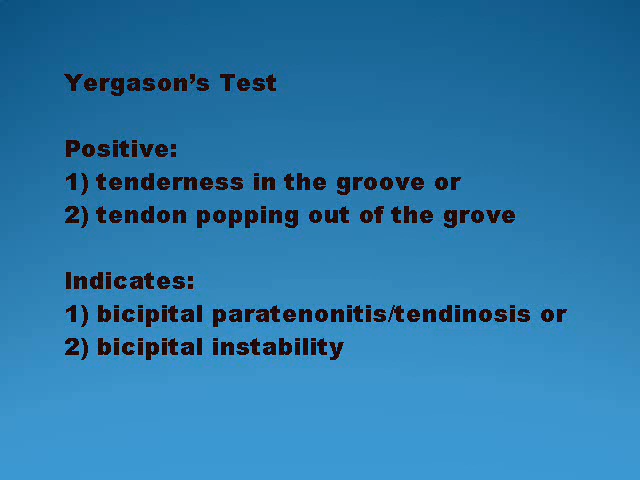 Yergason’s Test
Positive:
1) tenderness in the groove or
2) tendon popping out of the grove
Indicates:
1) bicipital paratenonitis/tendinosis or
2) bicipital instability